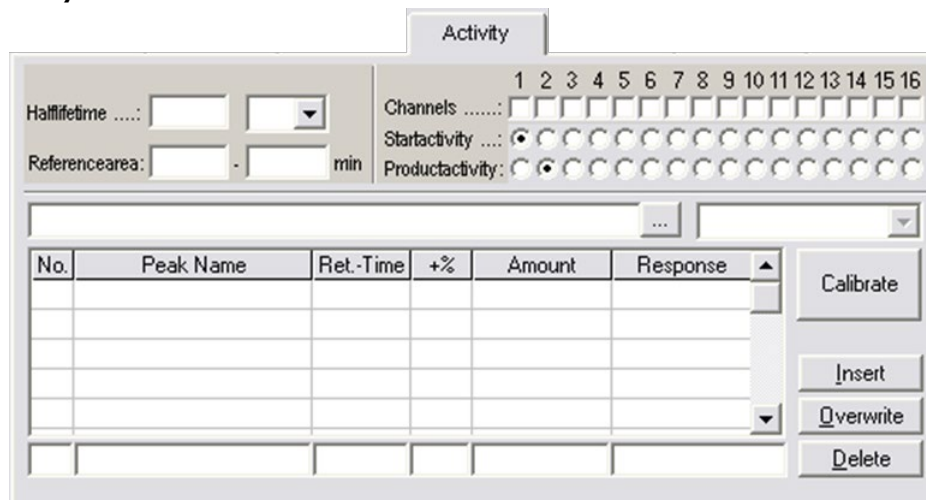 Activity
1 2 3 4 5 6 7 8 9 10 11 12 13 14 15 16
Halflifetime ....:
Channels ......:
Startactivity ...:
Referencearea: - min
Productactivity:
...
No. Peak Name Ret.-Time +% Amount Response
Calibrate
Insert
Overwrite
Delete